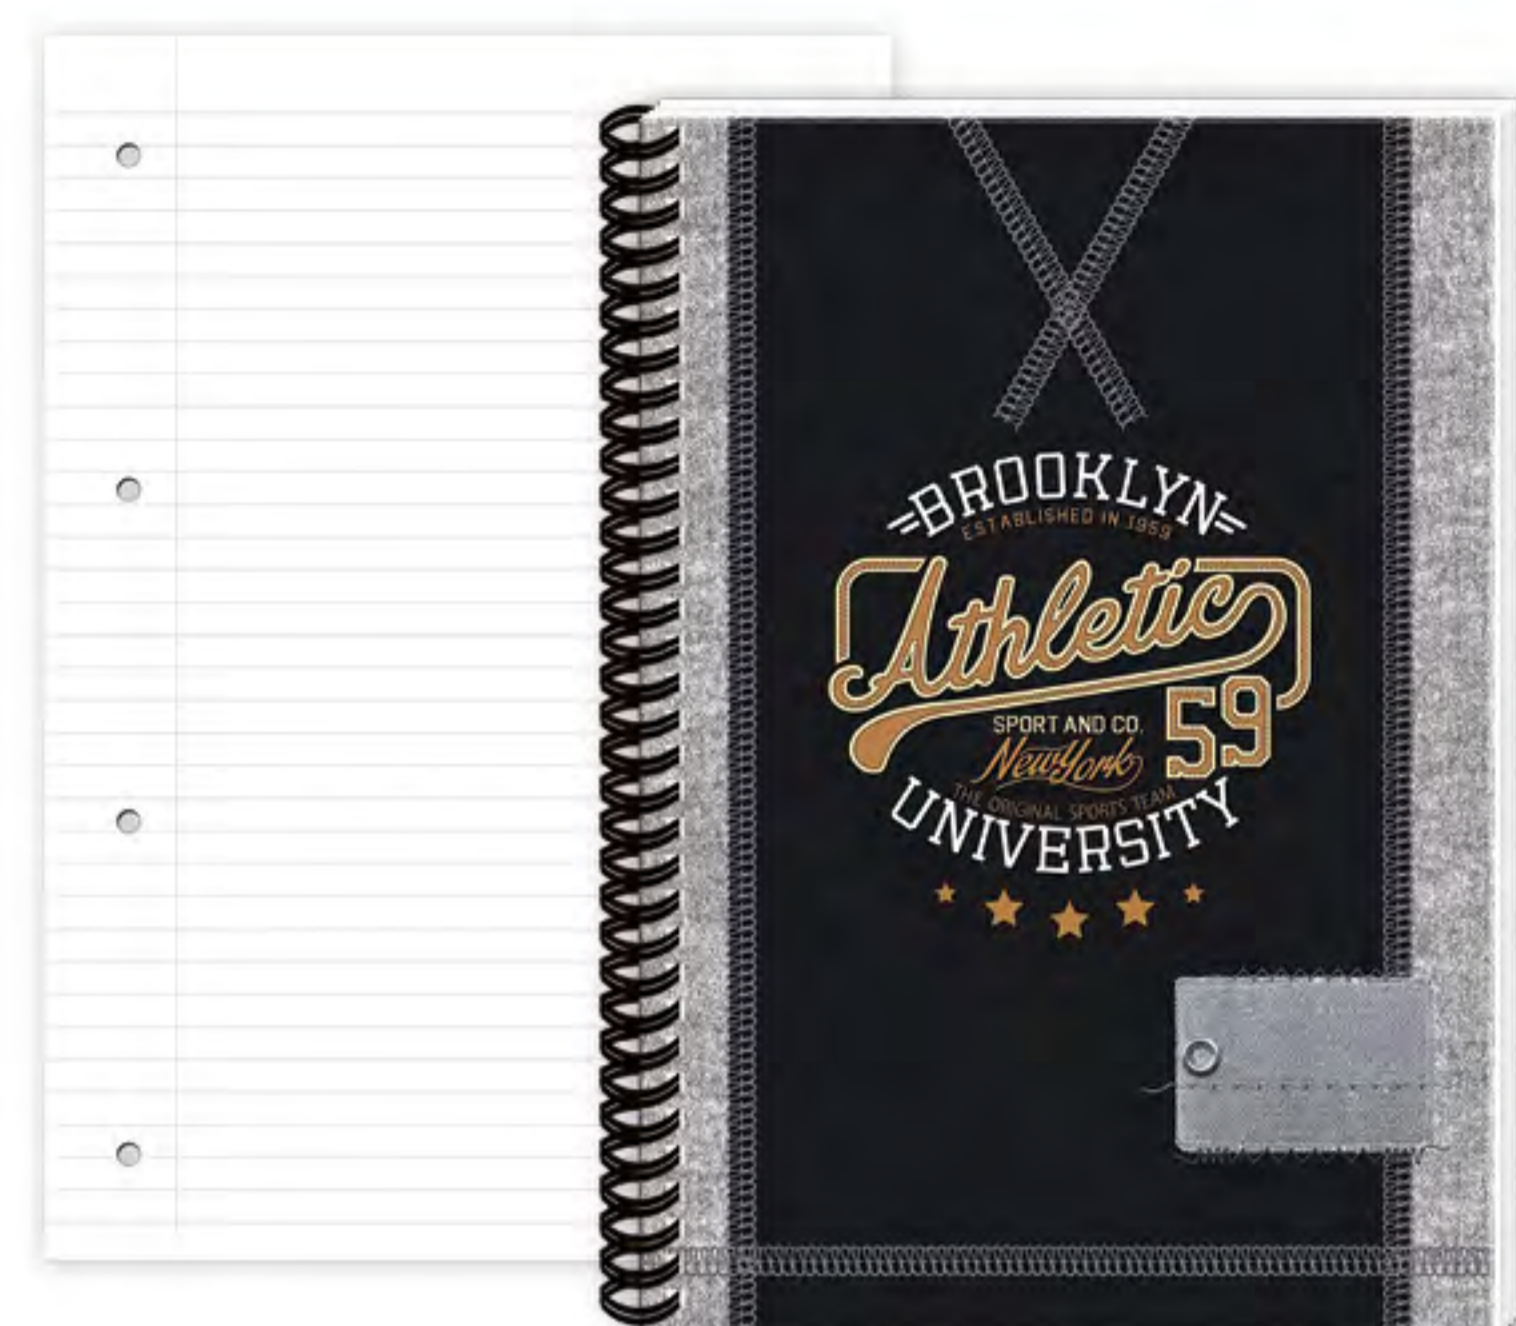 BROOKLYN
ESTABLISHED IN 1959
Athletic
59
SPORT AND CO.
NewYork
THE ORIGINAL SPORTS TEAM
UNIVERSITY